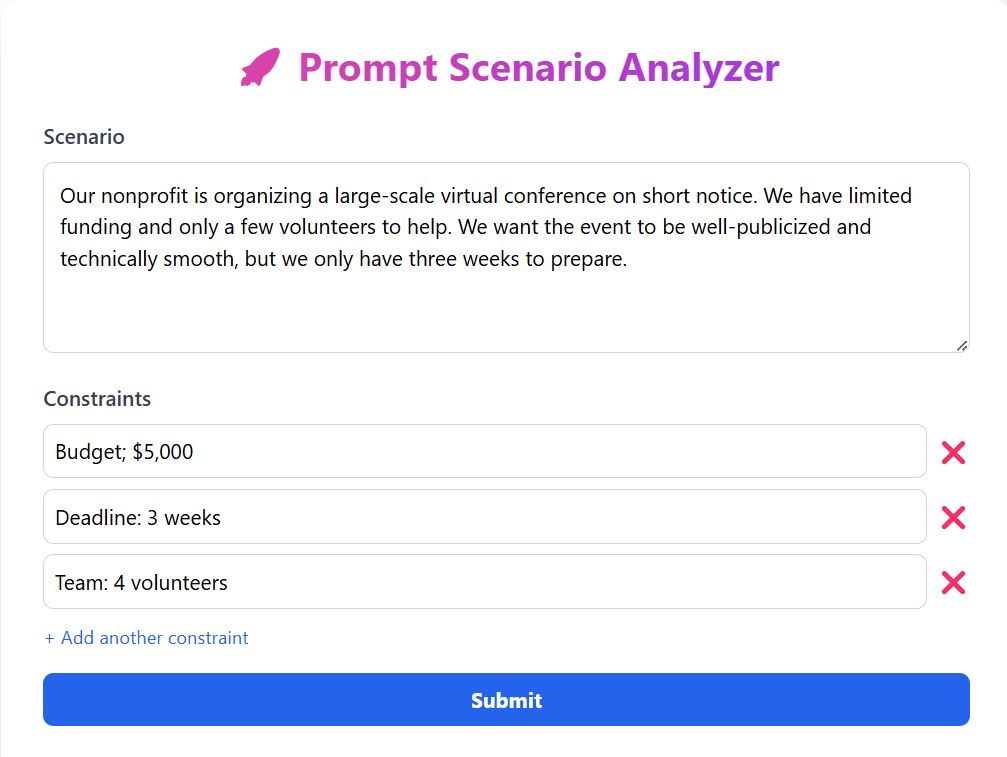 Prompt Scenario Analyzer
Scenario
Our nonprofit is organizing a large-scale virtual conference on short notice. We have limited
funding and only a few volunteers to help. We want the event to be well-publicized and
technically smooth, but we only have three weeks to prepare.
Constraints
Budget; $5,000
Deadline: 3 weeks
Team: 4 volunteers
+ Add another constraint
Submit